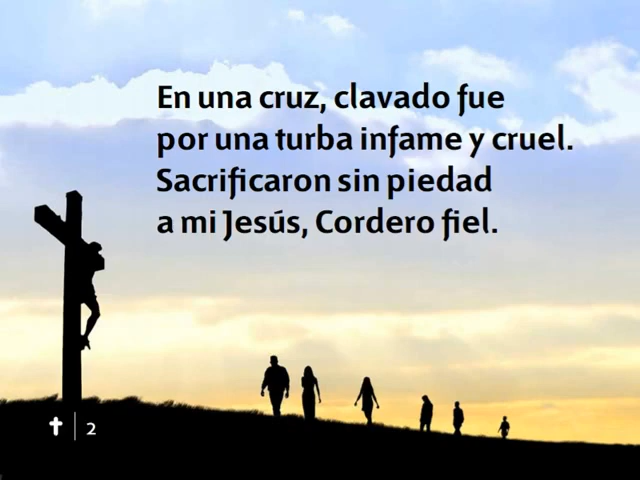 En una cruz, clavado fue
por una turba infame y cruel.
Sacrificaron sin piedad
a mi Jesús, Cordero fiel.
2